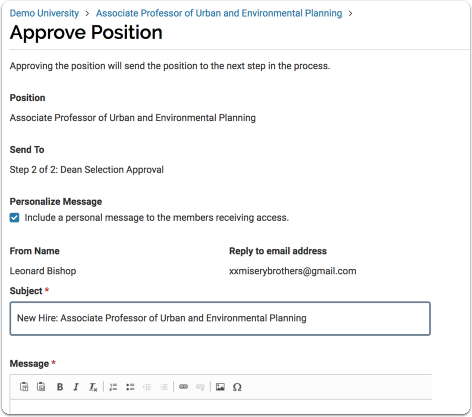 Demo University > Associate Professor of Urban and Environmental Planning >
Approve Position
Approving the position will send the position to the next step in the process.
Position
Associate Professor of Urban and Environmental Planning
Send To
Step 2 of 2: Dean Selection Approval
Personalize Message
Include a personal message to the members receiving access.
From Name Reply to email address
Leonard Bishop xxmiserybrothers@gmail.com
Subject *
New Hire: Associate Professor of Urban and Environmental Planning
Message *
B I Tx Ω